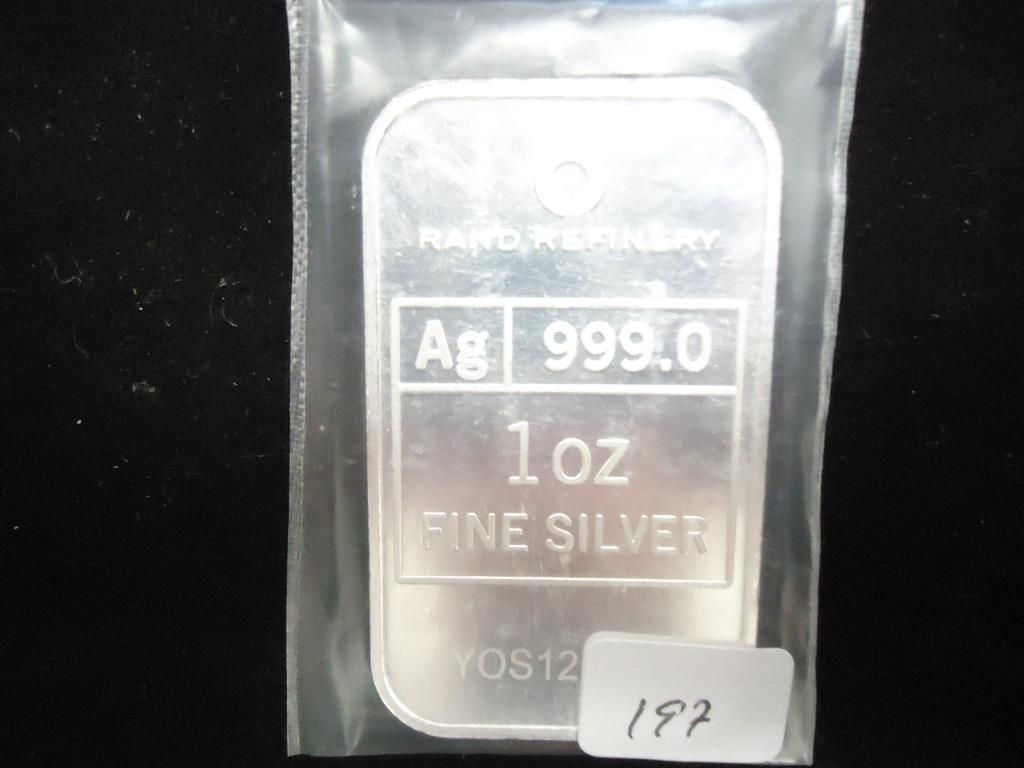 RAND REFINERY
Ag 999.0
1 oz
FINE SILVER
YOS12
197